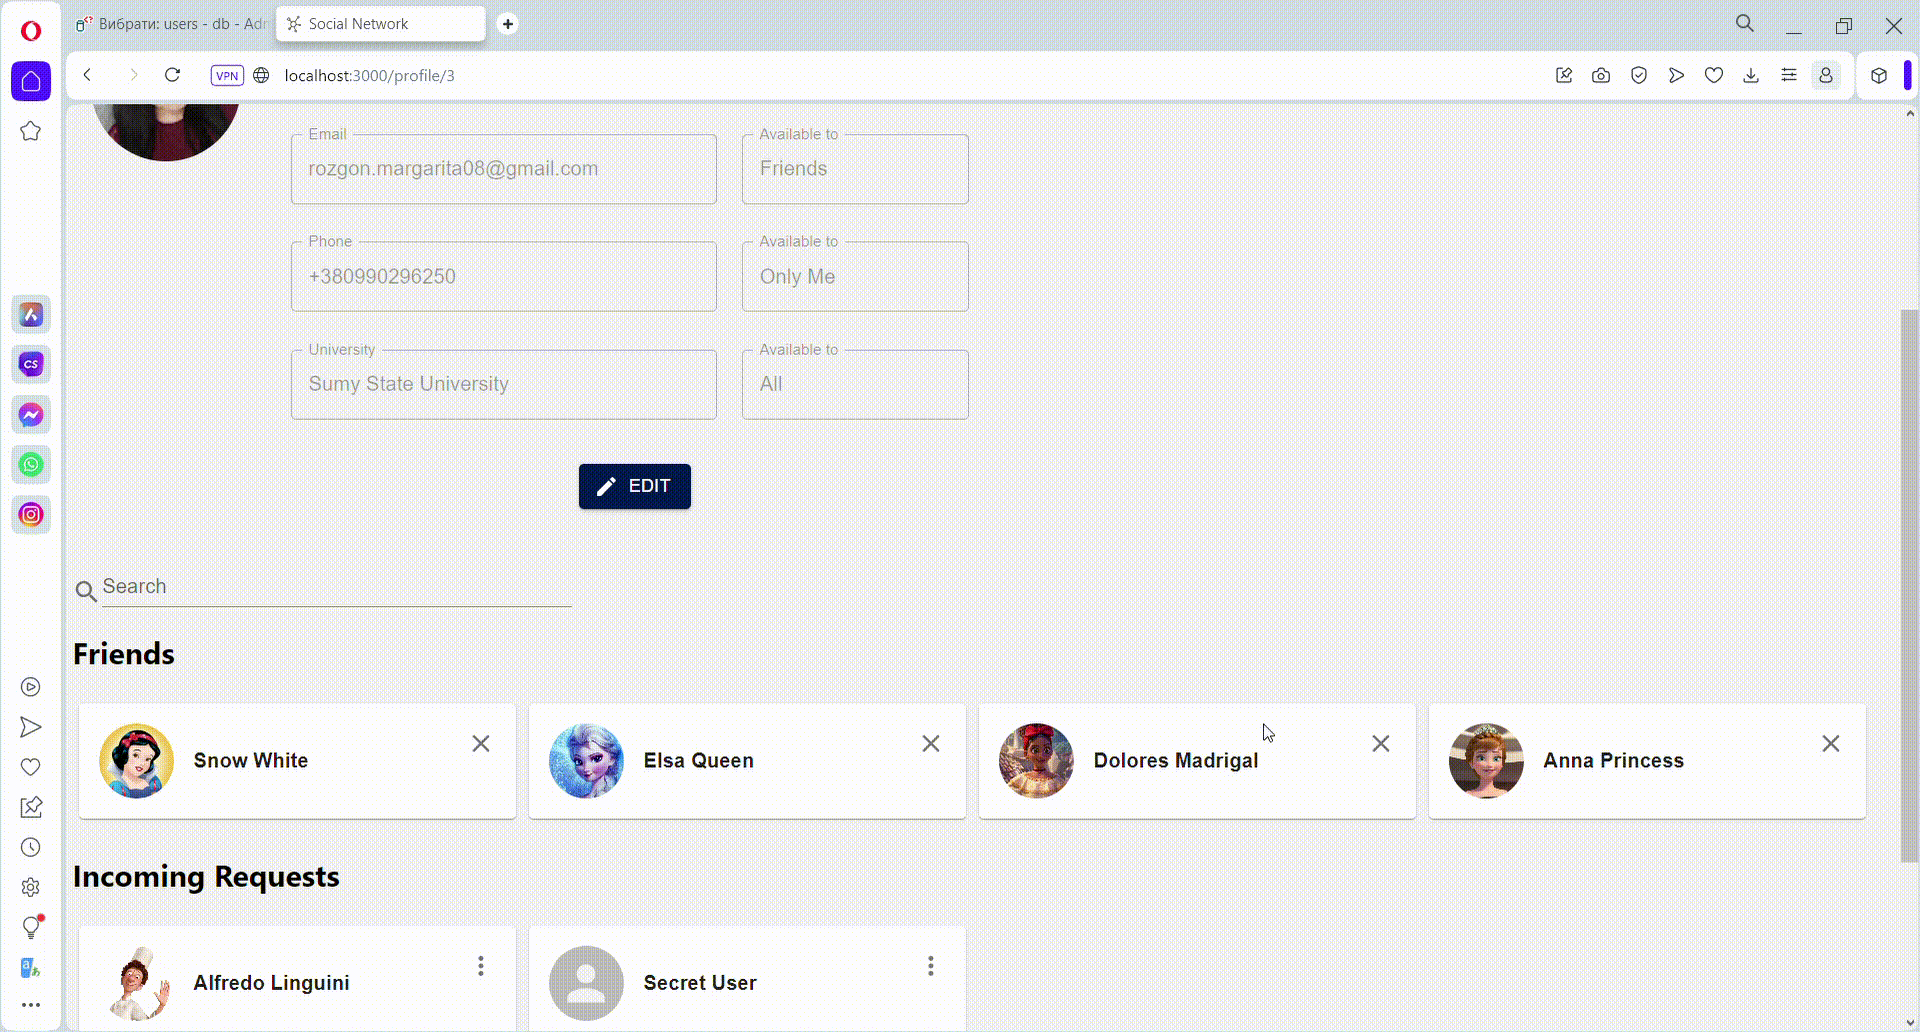 Вибрати: users - db - Adm
Social Network
VPN
localhost:3000/profile/3
Email
rozgon.margarita08@gmail.com
Available to
Friends
Phone
+380990296250
Available to
Only Me
University
Sumy State University
Available to
All
EDIT
Search
Friends
Snow White
Elsa Queen
Dolores Madrigal
Anna Princess
Incoming Requests
Alfredo Linguini
Secret User
CS